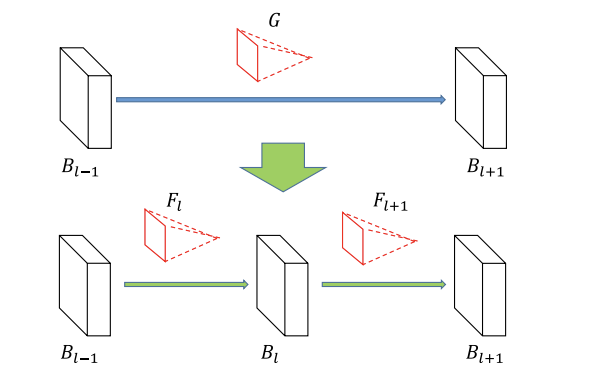 G
B_{l-1} B_{l+1}
F_l F_{l+1}
B_{l-1} B_l B_{l+1}